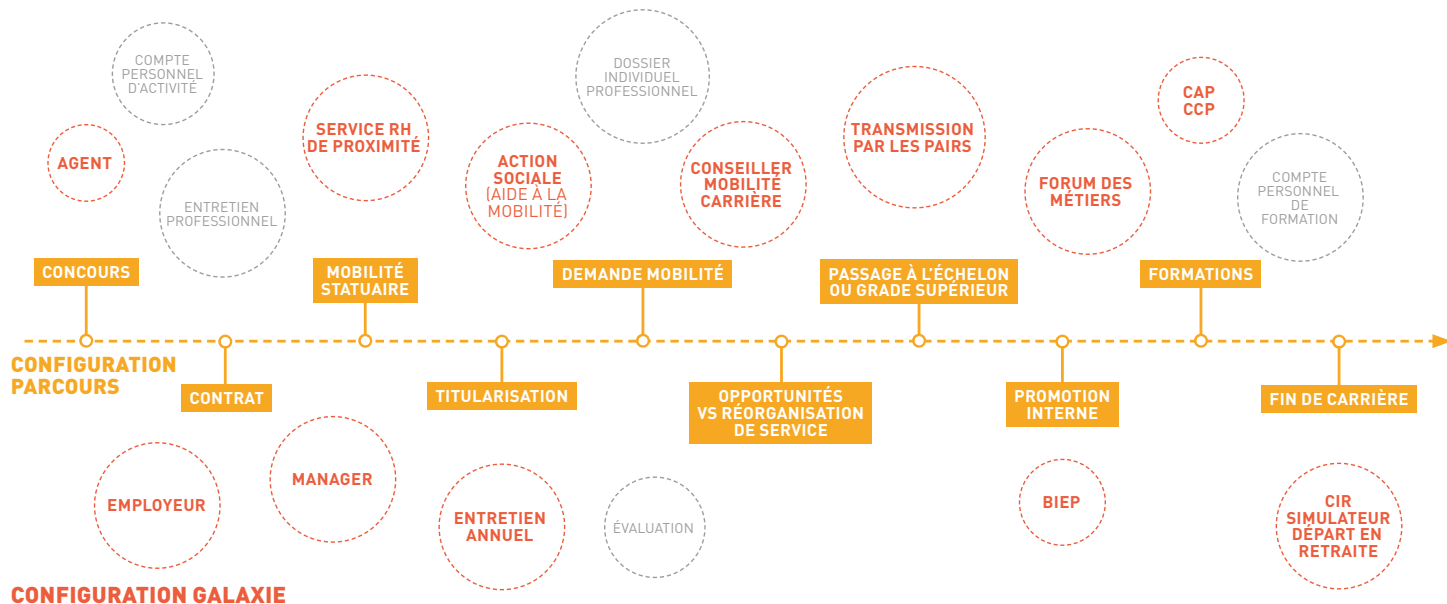 COMPTE
PERSONNEL
D'ACTIVITÉ
AGENT
ENTRETIEN
PROFESSIONNEL
SERVICE RH
DE PROXIMITÉ
ACTION
SOCIALE
(AIDE À LA
MOBILITÉ)
DOSSIER
INDIVIDUEL
PROFESSIONNEL
CONSEILLER
MOBILITÉ
CARRIÈRE
TRANSMISSION
PAR LES PAIRS
FORUM DES
MÉTIERS
CAP
CCP
COMPTE
PERSONNEL
DE
FORMATION
CONCOURS
MOBILITÉ
STATUAIRE
DEMANDE MOBILITÉ
PASSAGE À L'ÉCHELON
OU GRADE SUPÉRIEUR
FORMATIONS
CONFIGURATION
PARCOURS
CONTRAT
TITULARISATION
OPPORTUNITÉS
VS RÉORGANISATION
DE SERVICE
PROMOTION
INTERNE
FIN DE CARRIÈRE
EMPLOYEUR
MANAGER
ENTRETIEN
ANNUEL
ÉVALUATION
BIEP
CIR
SIMULATEUR
DÉPART EN
RETRAITE
CONFIGURATION GALAXIE